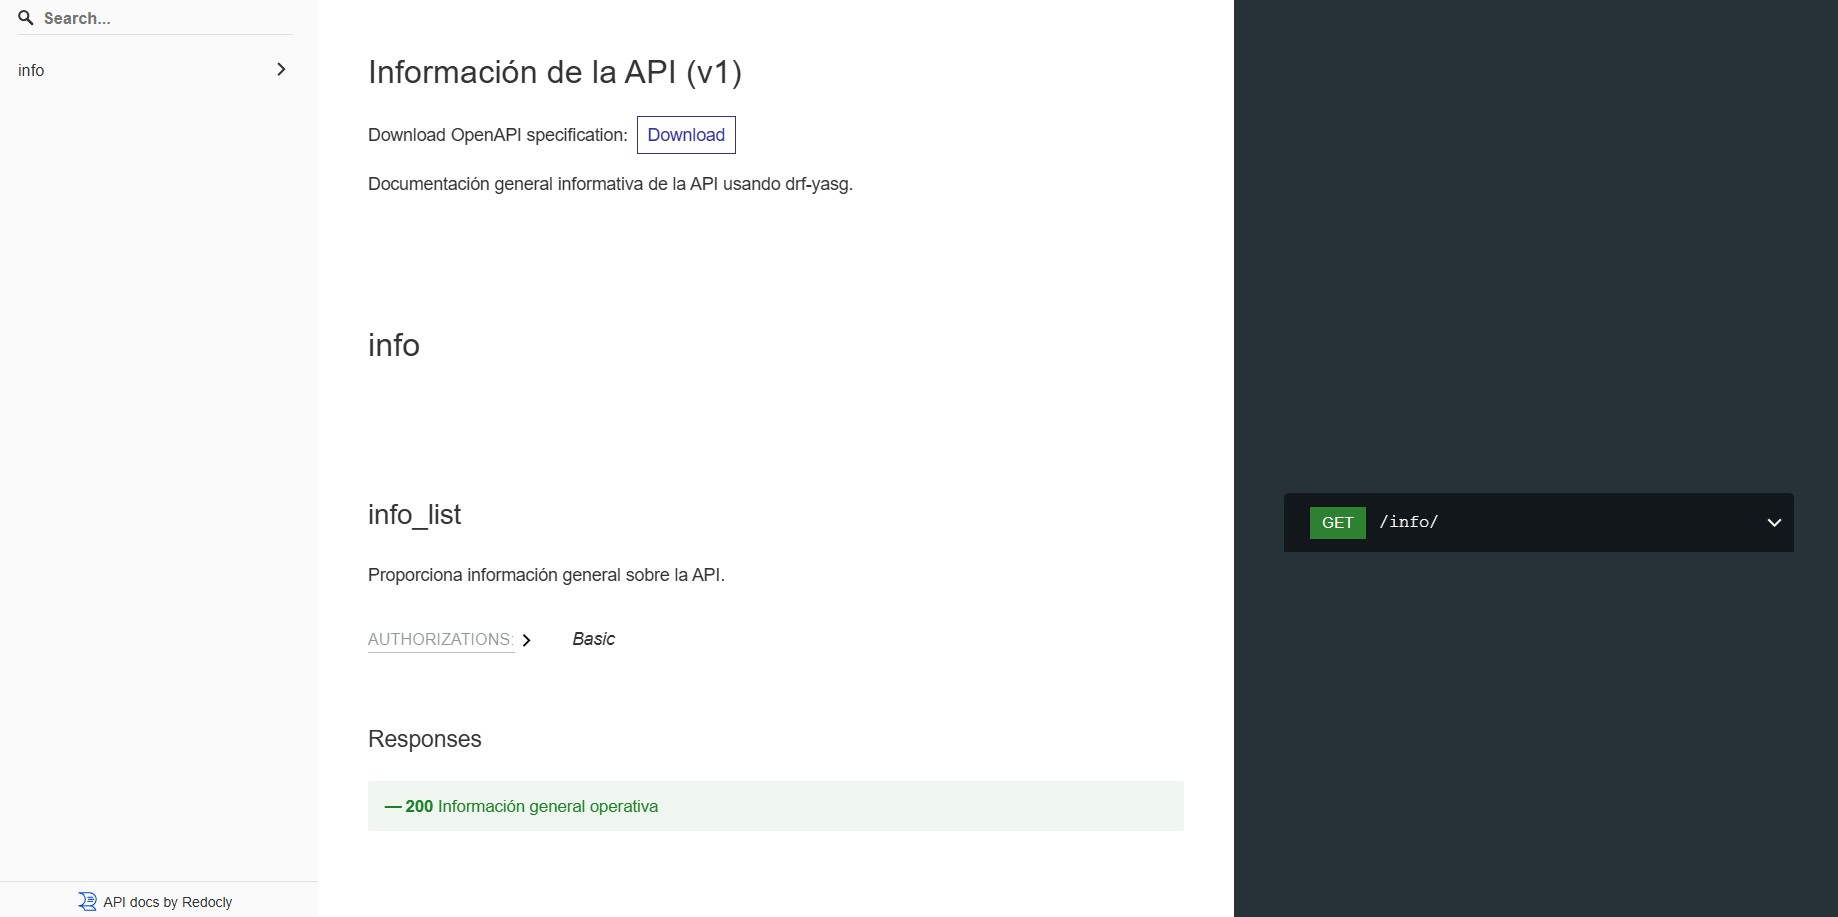 Search...
info
Información de la API (v1)
Download OpenAPI specification: Download
Documentación general informativa de la API usando drf-yasg.
info
info_list
GET /info/
Proporciona información general sobre la API.
AUTHORIZATIONS: Basic
Responses
— 200 Información general operativa
API docs by Redocly